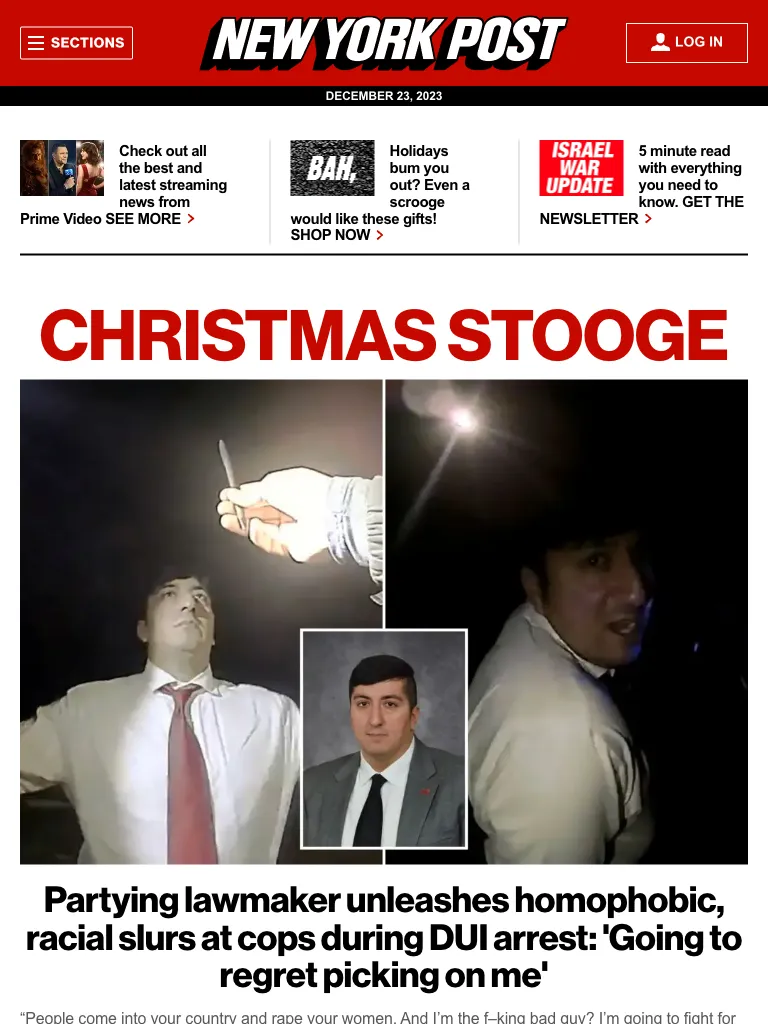 SECTIONS
NEW YORK POST
LOG IN
DECEMBER 23, 2023
Check out all
the best and
latest streaming
news from
Prime Video SEE MORE
BAH,
Holidays
bum you
out? Even a
scrooge
would like these gifts!
SHOP NOW
ISRAEL
WAR
UPDATE
5 minute read
with everything
you need to
know. GET THE
NEWSLETTER
CHRISTMAS STOOGE
Partying lawmaker unleashes homophobic,
racial slurs at cops during DUI arrest: 'Going to
regret picking on me'
“People come into your country and rape your women. And I’m the f–king bad guy? I’m going to fight for